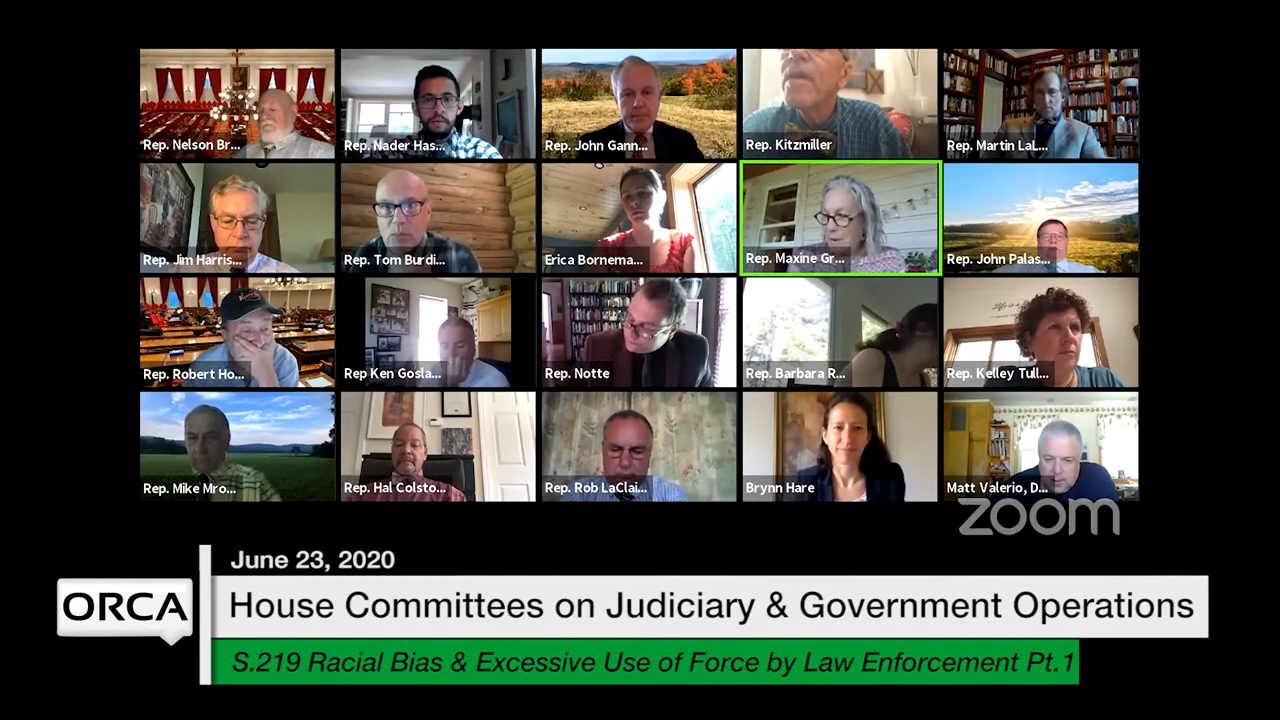 Rep. Nelson Br...
Rep. Nader Has...
Rep. John Gann...
Rep. Kitzmiller
Rep. Martin LaL...
Rep. Jim Harris...
Rep. Tom Burdi...
Erica Bornema...
Rep. Maxine Gr...
Rep. John Palas...
Rep. Robert Ho...
Rep Ken Gosla...
Rep. Notte
Rep. Barbara R...
Rep. Kelley Tull...
Rep. Mike Mro...
Rep. Hal Colsto...
Rep. Rob LaClai...
Brynn Hare
Matt Valerio, D...
zoom
June 23, 2020
ORCA
House Committees on Judiciary & Government Operations
S.219 Racial Bias & Excessive Use of Force by Law Enforcement Pt.1